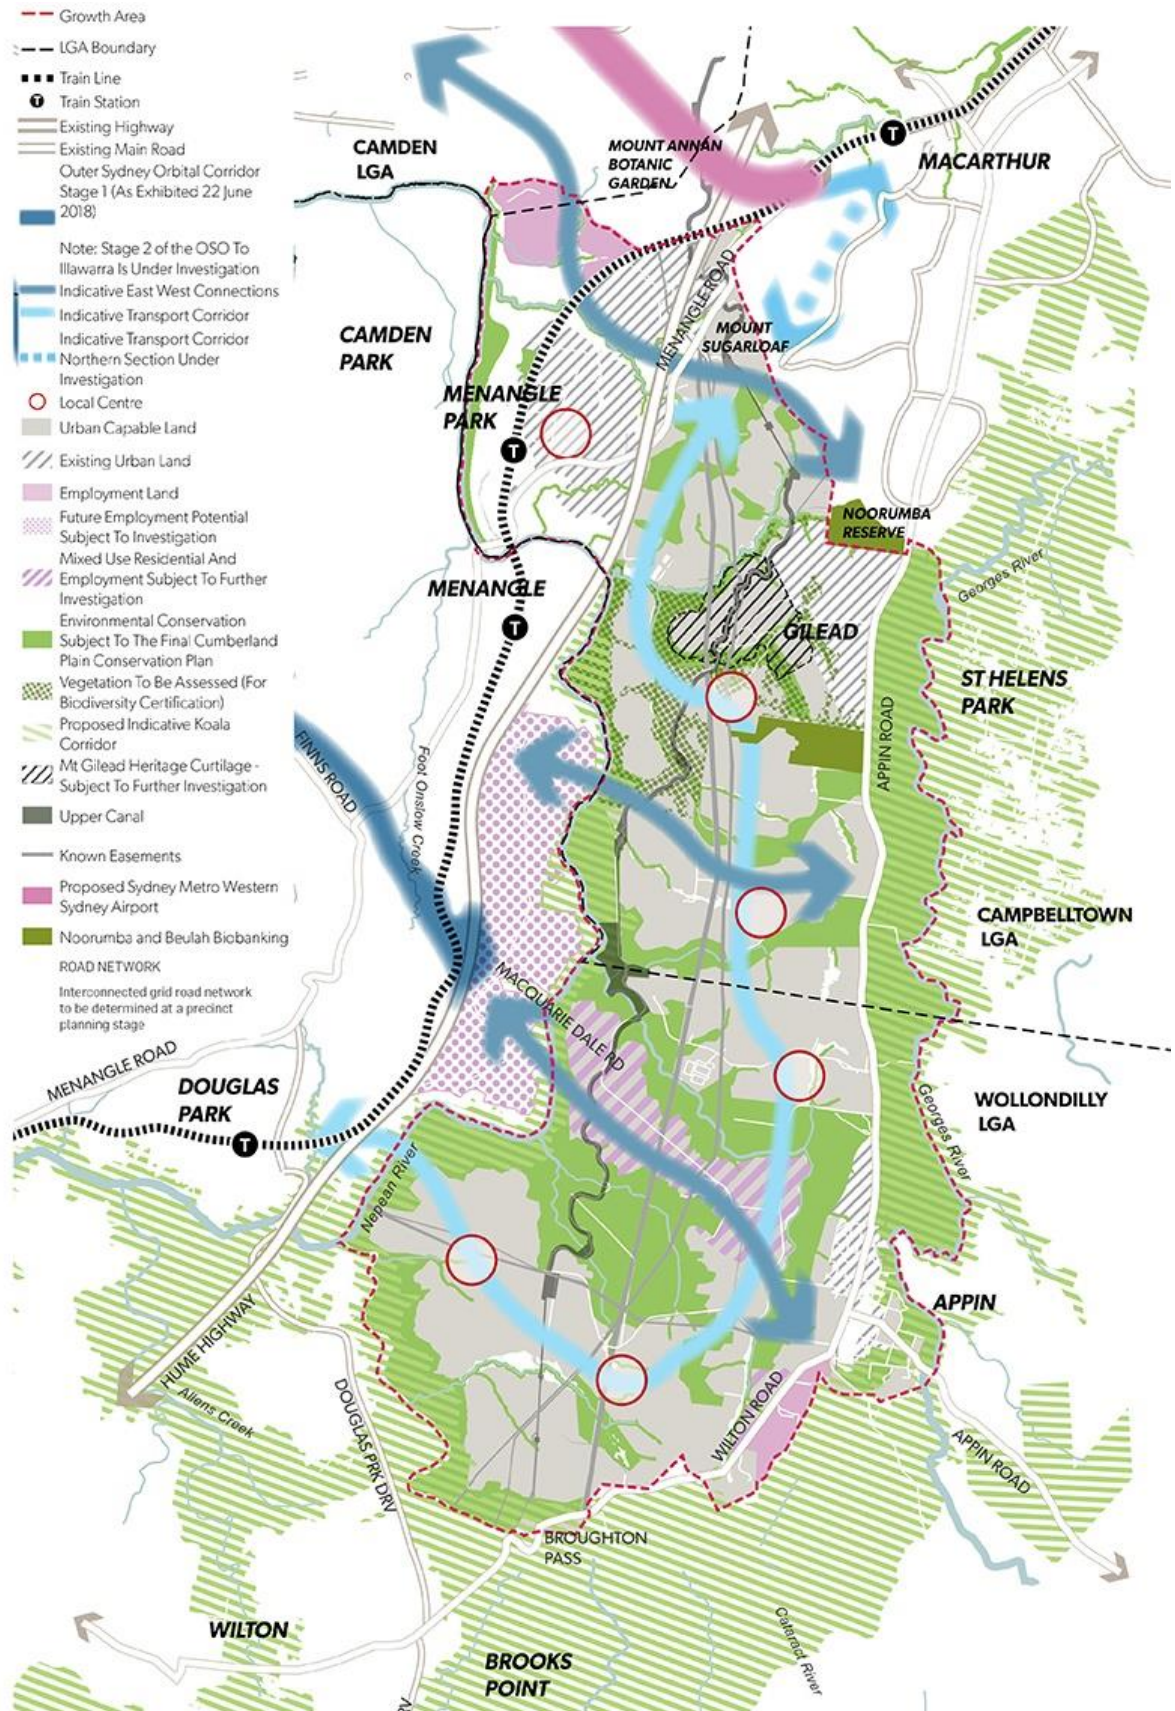 Growth Area
LGA Boundary
Train Line
T Train Station
Existing Highway
Existing Main Road
Outer Sydney Orbital Corridor
Stage 1 (As Exhibited 22 June
2018)
Note: Stage 2 of the OSO To
Illawarra Is Under Investigation
Indicative East West Connections
Indicative Transport Corridor
Indicative Transport Corridor
Northern Section Under
Investigation
Local Centre
Urban Capable Land
Existing Urban Land
Employment Land
Future Employment Potential
Subject To Investigation
Mixed Use Residential And
Employment Subject To Further
Investigation
Environmental Conservation
Subject To The Final Cumberland
Plain Conservation Plan
Vegetation To Be Assessed (For
Biodiversity Certification)
Proposed Indicative Koala
Corridor
Mt Gilead Heritage Curtilage -
Subject To Further Investigation
Upper Canal
Known Easements
Proposed Sydney Metro Western
Sydney Airport
Noorumba and Beulah Biobanking
ROAD NETWORK
Interconnected grid road network
to be determined at a precinct
planning stage
CAMDEN
LGA
MOUNT ANNAN
BOTANIC
GARDEN
T
MACARTHUR
MENANGLE ROAD
CAMDEN
PARK
MOUNT
SUGARLOAF
MENANGLE
PARK
T
NOORUMBA
RESERVE
Georges River
MENANGLE
T
GILEAD
ST HELENS
PARK
APPIN ROAD
FINNS ROAD
Foot Onslow Creek
CAMPBELLTOWN
LGA
MACQUARIE DALE RD
MENANGLE ROAD
DOUGLAS
PARK
T
WOLLONDILLY
LGA
Georges River
Nepean River
APPIN
HUME HIGHWAY
Allens Creek
DOUGLAS PRK DRV
WILTON ROAD
APPIN ROAD
BROUGHTON
PASS
WILTON
BROOKS
POINT
Cataract River